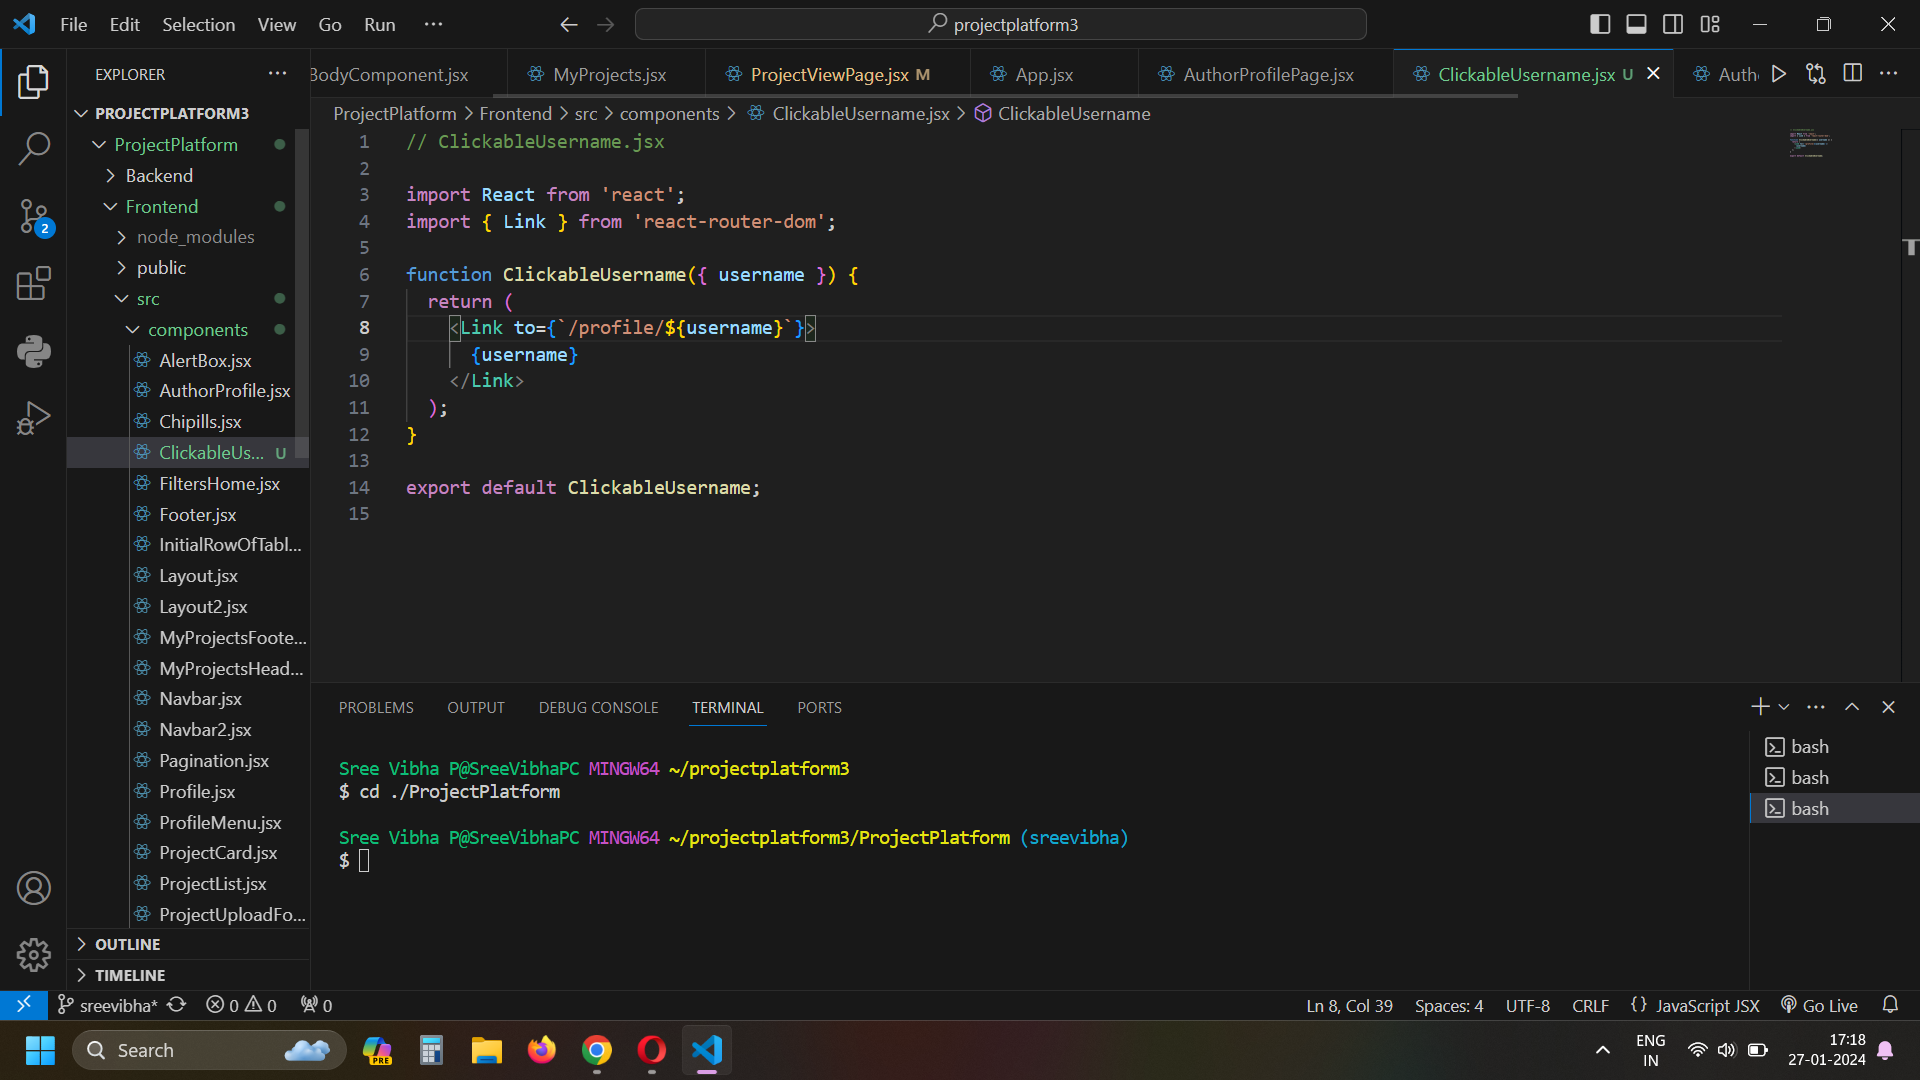 File Edit Selection View Go Run ··· projectplatform3
EXPLORER
BodyComponent.jsx MyProjects.jsx ProjectViewPage.jsx M App.jsx AuthorProfilePage.jsx ClickableUsername.jsx U Auth
PROJECTPLATFORM3
ProjectPlatform
Backend
Frontend
node_modules
public
src
components
AlertBox.jsx
AuthorProfile.jsx
Chipills.jsx
ClickableUs... U
FiltersHome.jsx
Footer.jsx
InitialRowOfTabl...
Layout.jsx
Layout2.jsx
MyProjectsFoote...
MyProjectsHead...
Navbar.jsx
Navbar2.jsx
Pagination.jsx
Profile.jsx
ProfileMenu.jsx
ProjectCard.jsx
ProjectList.jsx
ProjectUploadFo...
OUTLINE
TIMELINE
2
ProjectPlatform > Frontend > src > components > ClickableUsername.jsx > ClickableUsername
1 // ClickableUsername.jsx
2
3 import React from 'react';
4 import { Link } from 'react-router-dom';
5
6 function ClickableUsername({ username }) {
7 return (
8 <Link to={`/profile/${username}`}>
9 {username}
10 </Link>
11 );
12 }
13
14 export default ClickableUsername;
15
PROBLEMS OUTPUT DEBUG CONSOLE TERMINAL PORTS
Sree Vibha P@SreeVibhaPC MINGW64 ~/projectplatform3
$ cd ./ProjectPlatform
Sree Vibha P@SreeVibhaPC MINGW64 ~/projectplatform3/ProjectPlatform (sreevibha)
$
bash
bash
bash
sreevibha* 0 0 0 Ln 8, Col 39 Spaces: 4 UTF-8 CRLF {} JavaScript JSX Go Live
Search PRE
ENG
IN
17:18
27-01-2024